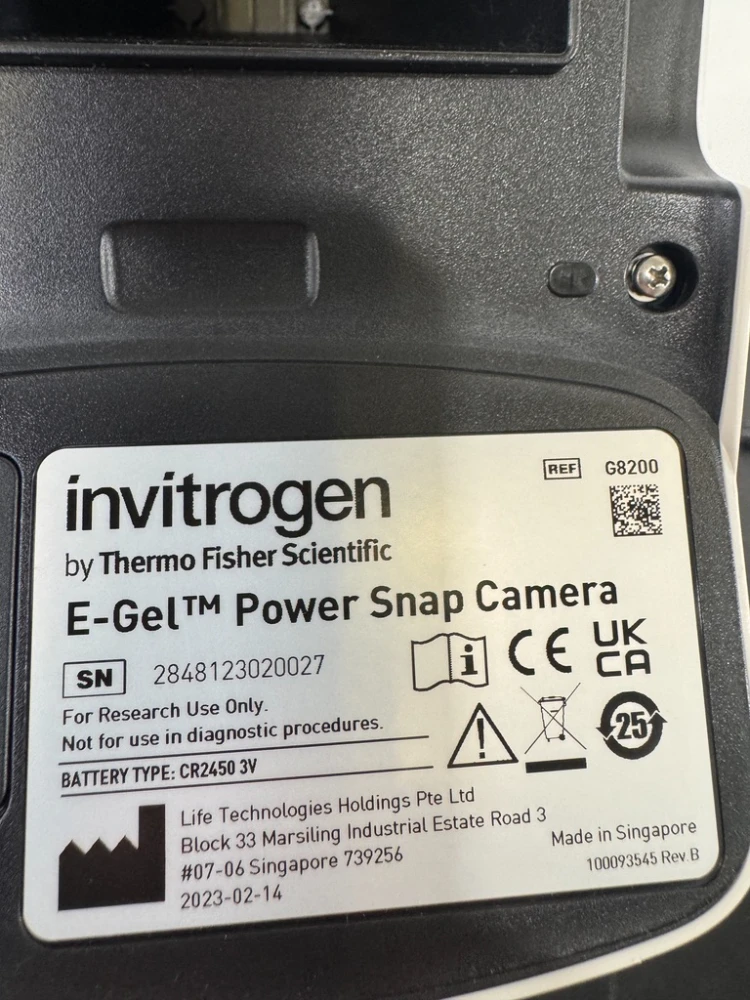 invitrogen
by Thermo Fisher Scientific
REF G8200
E-Gel™ Power Snap Camera
SN 2848123020027
CE UK CA
For Research Use Only.
Not for use in diagnostic procedures.
25
BATTERY TYPE: CR2450 3V
Life Technologies Holdings Pte Ltd
Block 33 Marsiling Industrial Estate Road 3
#07-06 Singapore 739256
2023-02-14
Made in Singapore
100093545 Rev.B